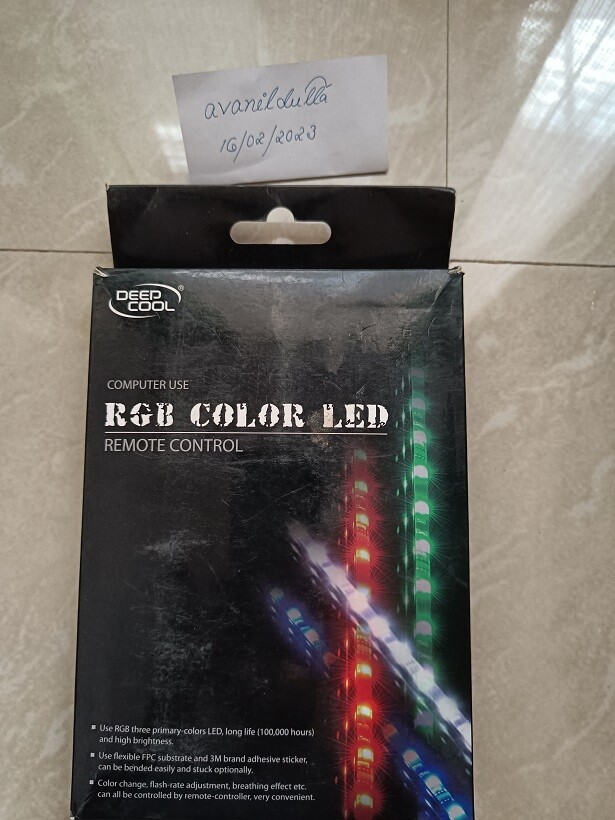 avanildutta
16/02/2023
DEEP
COOL®
COMPUTER USE
RGB COLOR LED
REMOTE CONTROL
Use RGB three primary-colors LED, long life (100,000 hours)
and high brightness.
Use flexible FPC substrate and 3M brand adhesive sticker,
can be bended easily and stuck optionally.
Color change, flash-rate adjustment, breathing effect etc.
can all be controlled by remote-controller, very convenient.